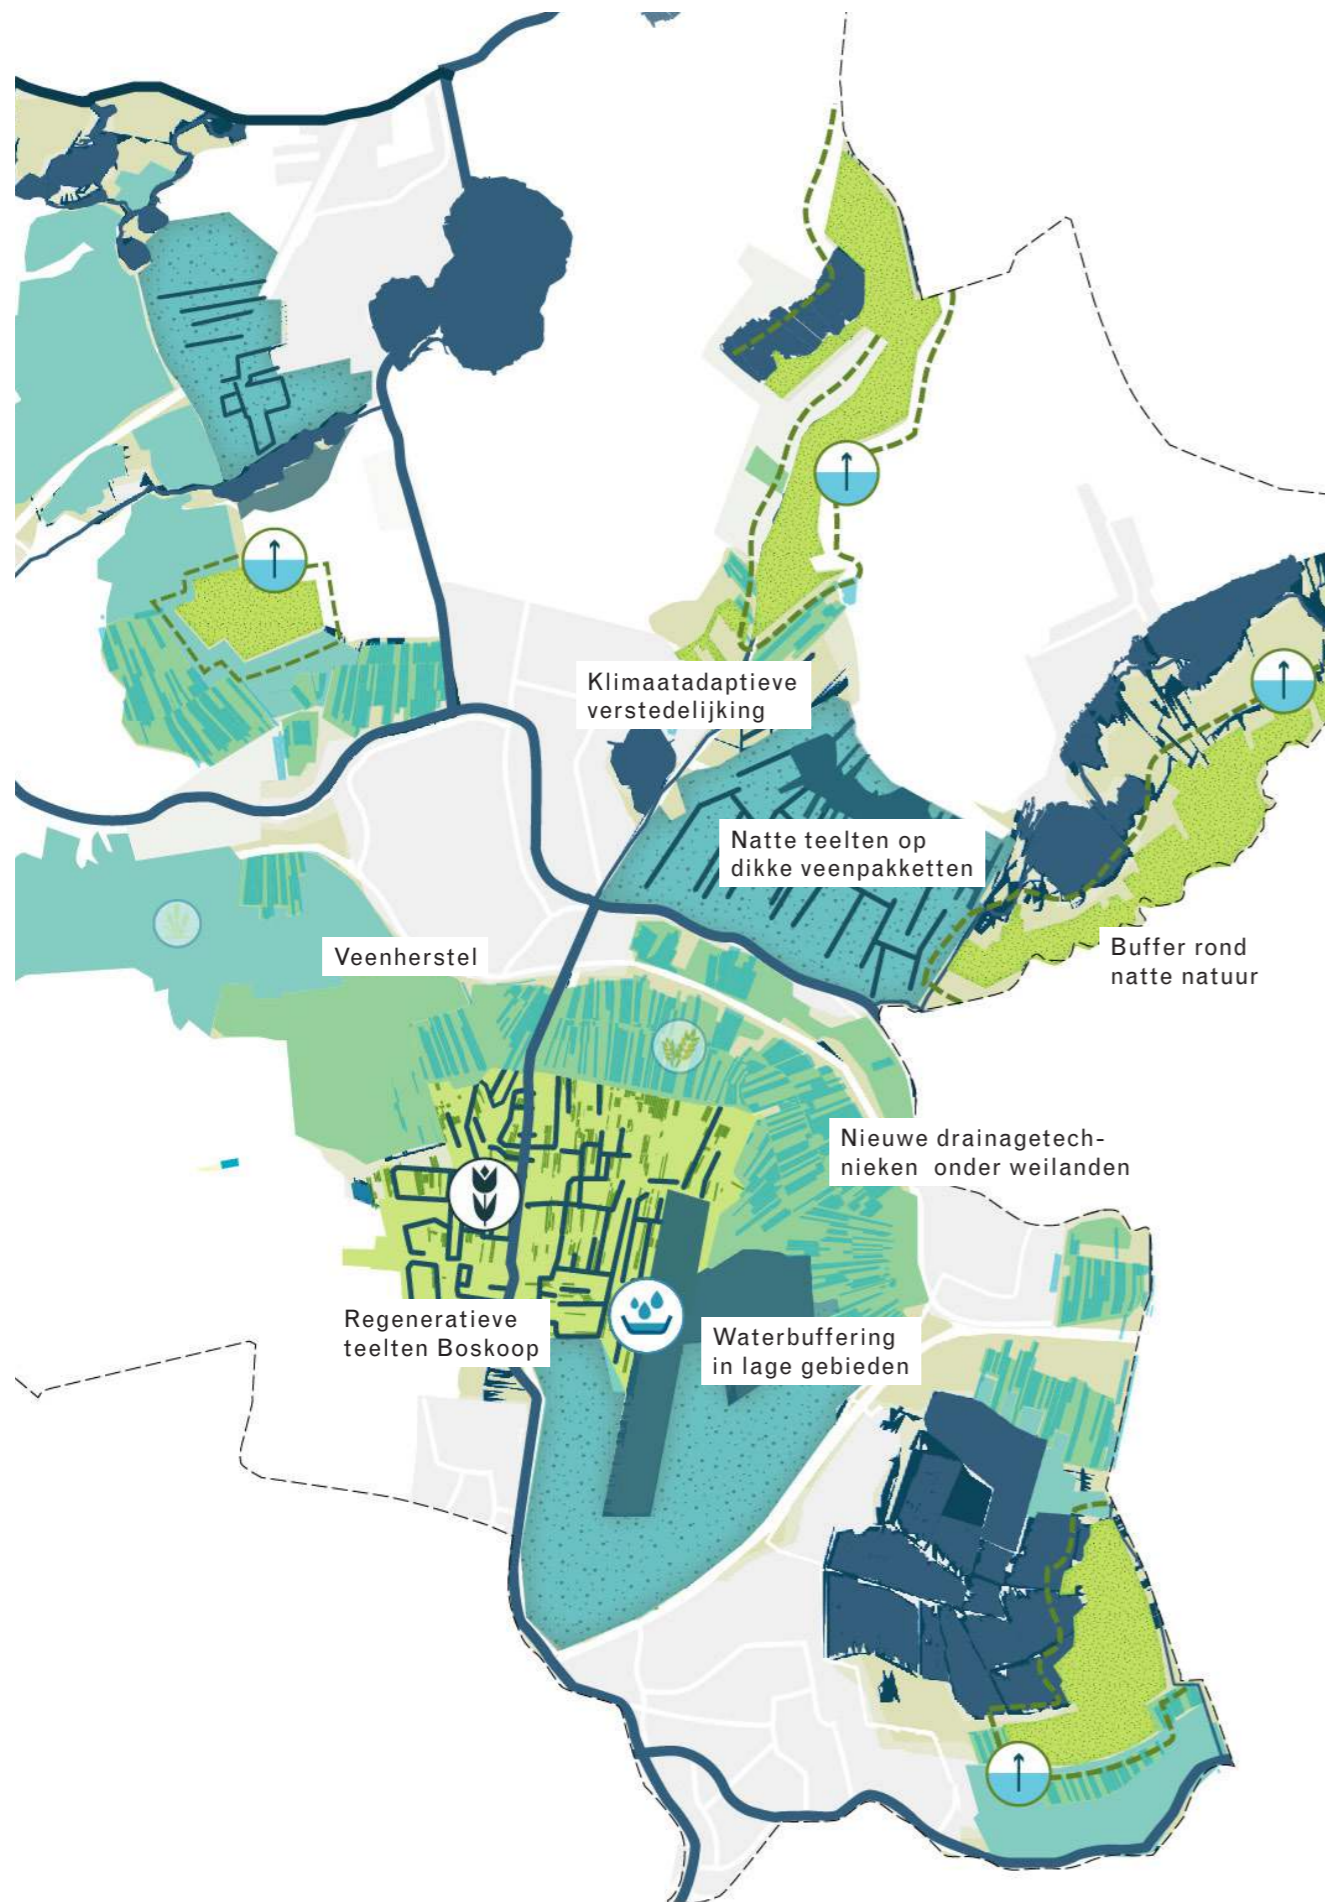 Klimaatadaptieve
verstedelijking
Natte teelten op
dikke veenpakketten
Buffer rond
natte natuur
Veenherstel
Nieuwe drainagetech-
nieken onder weilanden
Regeneratieve
teelten Boskoop
Waterbuffering
in lage gebieden